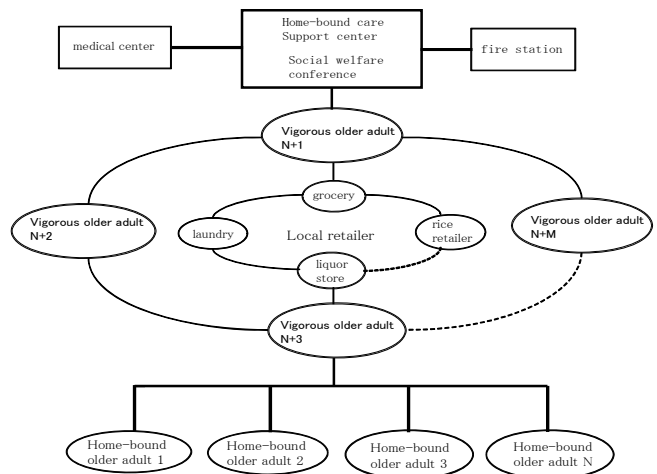 Home-bound care
Support center
Social welfare
conference
medical center
fire station
Vigorous older adult
N+1
grocery
Vigorous older adult
N+2
laundry
Local retailer
rice
retailer
Vigorous older adult
N+M
liquor
store
Vigorous older adult
N+3
Home-bound
older adult 1
Home-bound
older adult 2
Home-bound
older adult 3
Home-bound
older adult N